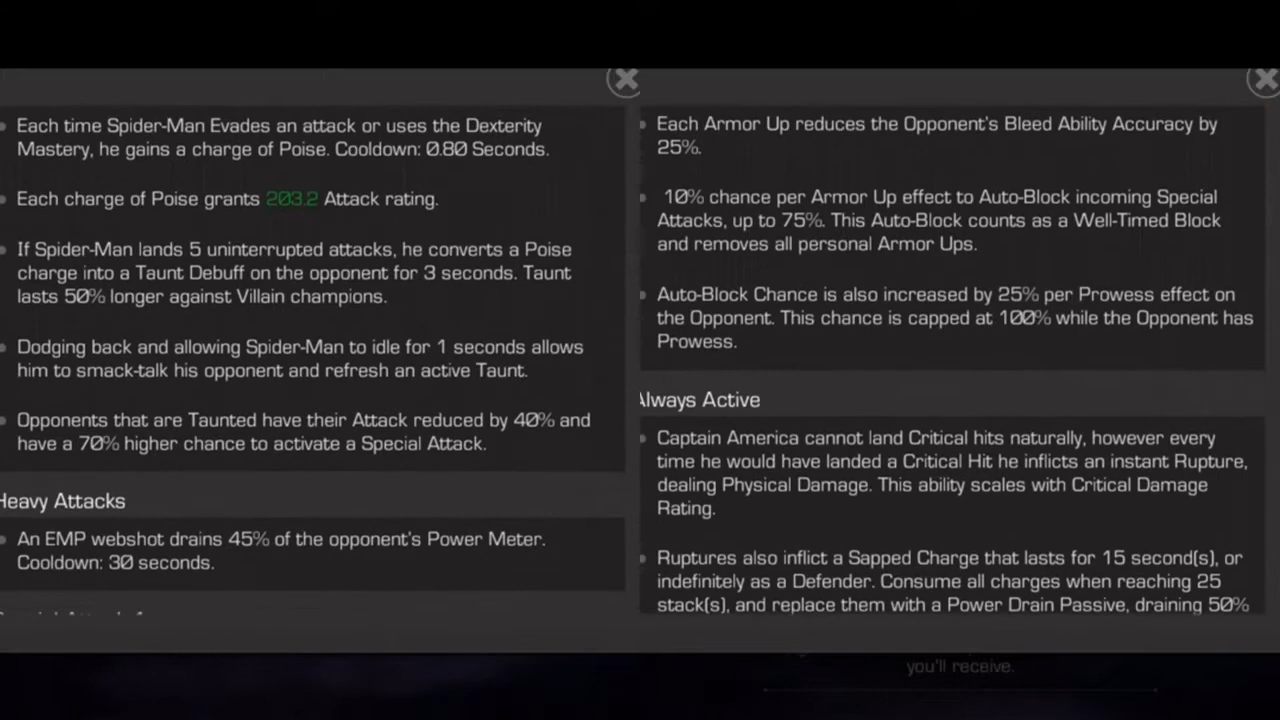 Each time Spider-Man Evades an attack or uses the Dexterity
Mastery, he gains a charge of Poise. Cooldown: 0.80 Seconds.
Each charge of Poise grants 203.2 Attack rating.
If Spider-Man lands 5 uninterrupted attacks, he converts a Poise
charge into a Taunt Debuff on the opponent for 3 seconds. Taunt
lasts 50% longer against Villain champions.
Dodging back and allowing Spider-Man to idle for 1 seconds allows
him to smack-talk his opponent and refresh an active Taunt.
Opponents that are Taunted have their Attack reduced by 40% and
have a 70% higher chance to activate a Special Attack.
Heavy Attacks
An EMP webshot drains 45% of the opponent's Power Meter.
Cooldown: 30 seconds.
Each Armor Up reduces the Opponent's Bleed Ability Accuracy by
25%.
10% chance per Armor Up effect to Auto-Block incoming Special
Attacks, up to 75%. This Auto-Block counts as a Well-Timed Block
and removes all personal Armor Ups.
Auto-Block Chance is also increased by 25% per Prowess effect on
the Opponent. This chance is capped at 100% while the Opponent has
Prowess.
Always Active
Captain America cannot land Critical hits naturally, however every
time he would have landed a Critical Hit he inflicts an instant Rupture,
dealing Physical Damage. This ability scales with Critical Damage
Rating.
Ruptures also inflict a Sapped Charge that lasts for 15 second(s), or
indefinitely as a Defender. Consume all charges when reaching 25
stack(s), and replace them with a Power Drain Passive, draining 50%
you'll receive.